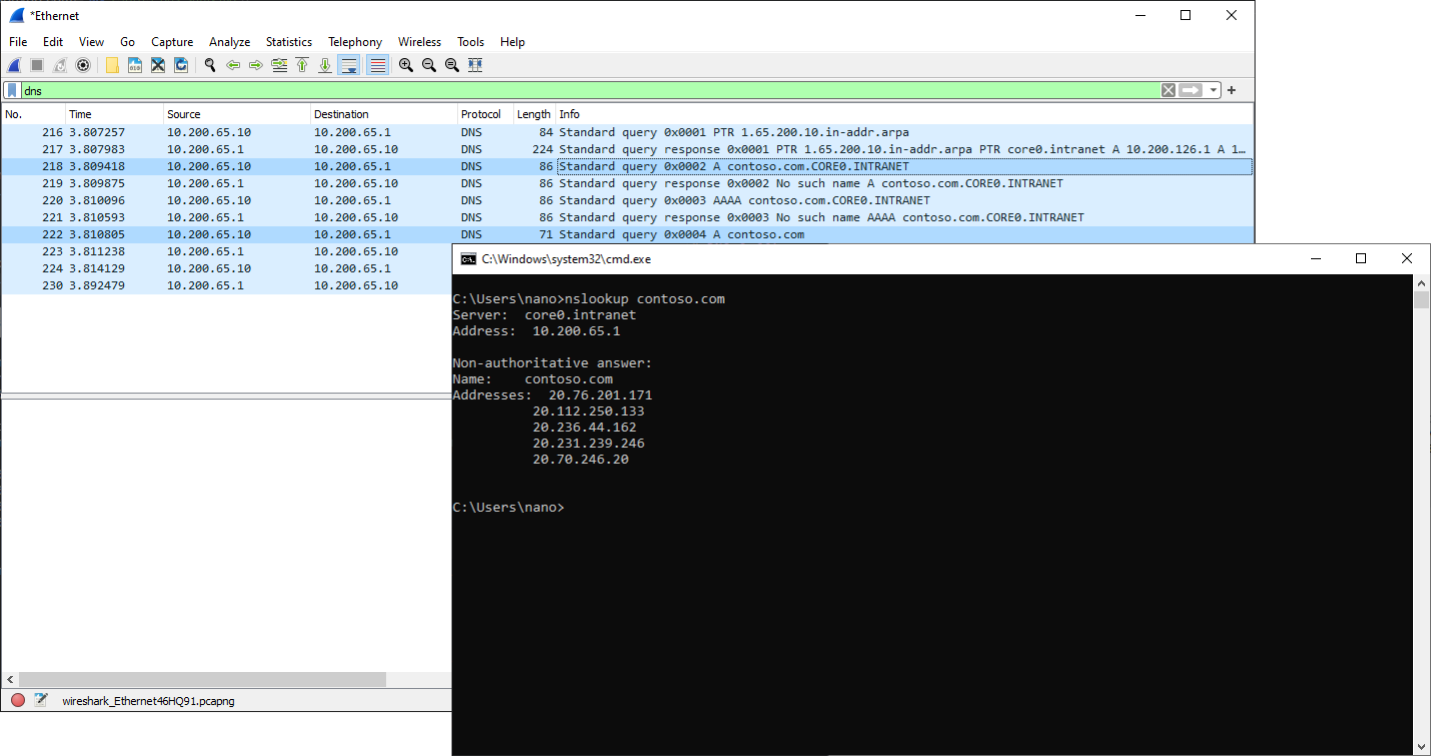 *Ethernet
File Edit View Go Capture Analyze Statistics Telephony Wireless Tools Help
dns
No. Time Source Destination Protocol Length Info
216 3.807257 10.200.65.10 10.200.65.1 DNS 84 Standard query 0x0001 PTR 1.65.200.10.in-addr.arpa
217 3.807983 10.200.65.1 10.200.65.10 DNS 224 Standard query response 0x0001 PTR 1.65.200.10.in-addr.arpa PTR core0.intranet A 10.200.126.1 A 1…
218 3.809418 10.200.65.10 10.200.65.1 DNS 86 Standard query 0x0002 A contoso.com.CORE0.INTRANET
219 3.809875 10.200.65.1 10.200.65.10 DNS 86 Standard query response 0x0002 No such name A contoso.com.CORE0.INTRANET
220 3.810096 10.200.65.10 10.200.65.1 DNS 86 Standard query 0x0003 AAAA contoso.com.CORE0.INTRANET
221 3.810593 10.200.65.1 10.200.65.10 DNS 86 Standard query response 0x0003 No such name AAAA contoso.com.CORE0.INTRANET
222 3.810805 10.200.65.10 10.200.65.1 DNS 71 Standard query 0x0004 A contoso.com
223 3.811238 10.200.65.1 10.200.65.10
224 3.814129 10.200.65.10 10.200.65.1
230 3.892479 10.200.65.1 10.200.65.10
wireshark_Ethernet46HQ91.pcapng
C:\Windows\system32\cmd.exe
C:\Users\nano>nslookup contoso.com
Server:  core0.intranet
Address:  10.200.65.1
Non-authoritative answer:
Name:    contoso.com
Addresses:  20.76.201.171
20.112.250.133
20.236.44.162
20.231.239.246
20.70.246.20
C:\Users\nano>